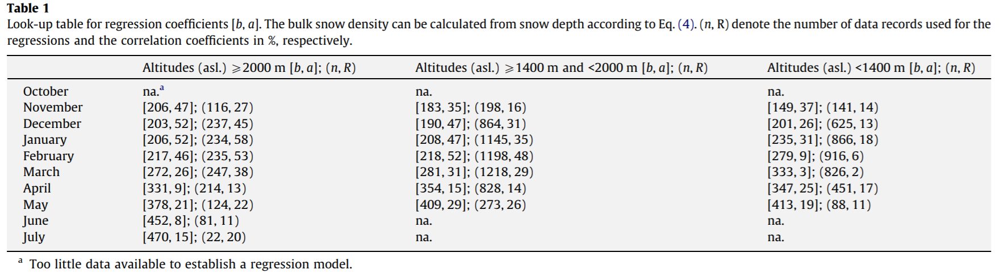 Table 1
Look-up table for regression coefficients [b, a]. The bulk snow density can be calculated from snow depth according to Eq. (4). (n, R) denote the number of data records used for the
regressions and the correlation coefficients in %, respectively.
Altitudes (asl.) ⩾2000 m [b, a]; (n, R) Altitudes (asl.) ⩾1400 m and <2000 m [b, a]; (n, R) Altitudes (asl.) <1400 m [b, a]; (n, R)
October na.a na. na.
November [206, 47]; (116, 27) [183, 35]; (198, 16) [149, 37]; (141, 14)
December [203, 52]; (237, 45) [190, 47]; (864, 31) [201, 26]; (625, 13)
January [206, 52]; (234, 58) [208, 47]; (1145, 35) [235, 31]; (866, 18)
February [217, 46]; (235, 53) [218, 52]; (1198, 48) [279, 9]; (916, 6)
March [272, 26]; (247, 38) [281, 31]; (1218, 29) [333, 3]; (826, 2)
April [331, 9]; (214, 13) [354, 15]; (828, 14) [347, 25]; (451, 17)
May [378, 21]; (124, 22) [409, 29]; (273, 26) [413, 19]; (88, 11)
June [452, 8]; (81, 11) na. na.
July [470, 15]; (22, 20) na. na.
a Too little data available to establish a regression model.